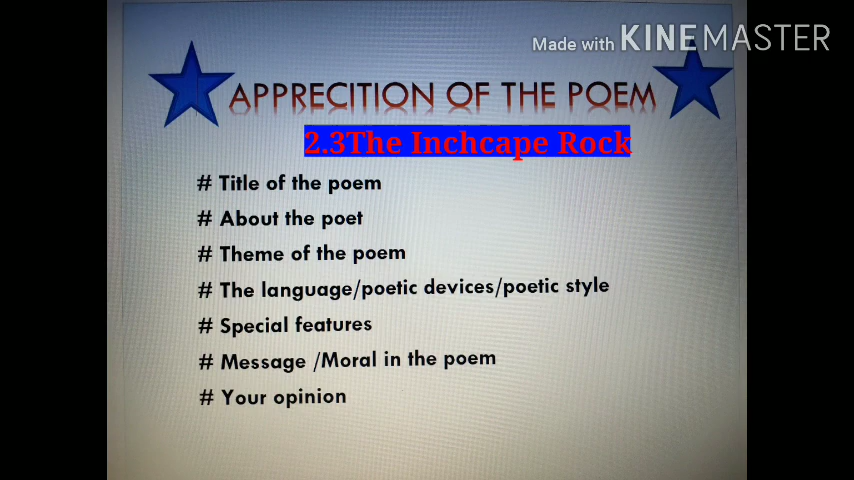 Made with KINEMASTER
APPRECITION OF THE POEM
2.3The Inchcape Rock
# Title of the poem
# About the poet
# Theme of the poem
# The language/poetic devices/poetic style
# Special features
# Message /Moral in the poem
# Your opinion